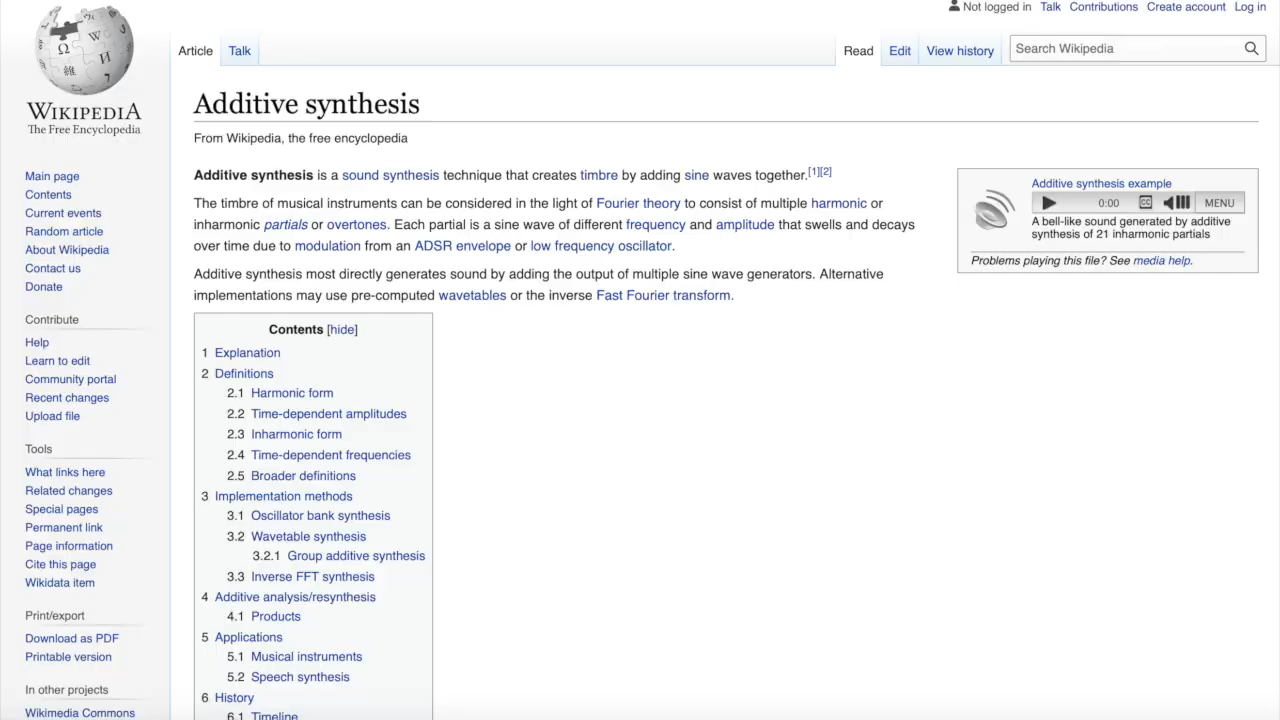 Not logged in Talk Contributions Create account Log in
Article Talk Read Edit View history Search Wikipedia
WIKIPEDIA
The Free Encyclopedia
Main page
Contents
Current events
Random article
About Wikipedia
Contact us
Donate
Contribute
Help
Learn to edit
Community portal
Recent changes
Upload file
Tools
What links here
Related changes
Special pages
Permanent link
Page information
Cite this page
Wikidata item
Print/export
Download as PDF
Printable version
In other projects
Wikimedia Commons
Additive synthesis
From Wikipedia, the free encyclopedia
Additive synthesis is a sound synthesis technique that creates timbre by adding sine waves together.[1][2]
The timbre of musical instruments can be considered in the light of Fourier theory to consist of multiple harmonic or
inharmonic partials or overtones. Each partial is a sine wave of different frequency and amplitude that swells and decays
over time due to modulation from an ADSR envelope or low frequency oscillator.
Additive synthesis most directly generates sound by adding the output of multiple sine wave generators. Alternative
implementations may use pre-computed wavetables or the inverse Fast Fourier transform.
Additive synthesis example
0:00 CC MENU
A bell-like sound generated by additive
synthesis of 21 inharmonic partials
Problems playing this file? See media help.
Contents [hide]
1 Explanation
2 Definitions
2.1 Harmonic form
2.2 Time-dependent amplitudes
2.3 Inharmonic form
2.4 Time-dependent frequencies
2.5 Broader definitions
3 Implementation methods
3.1 Oscillator bank synthesis
3.2 Wavetable synthesis
3.2.1 Group additive synthesis
3.3 Inverse FFT synthesis
4 Additive analysis/resynthesis
4.1 Products
5 Applications
5.1 Musical instruments
5.2 Speech synthesis
6 History
6.1 Timeline